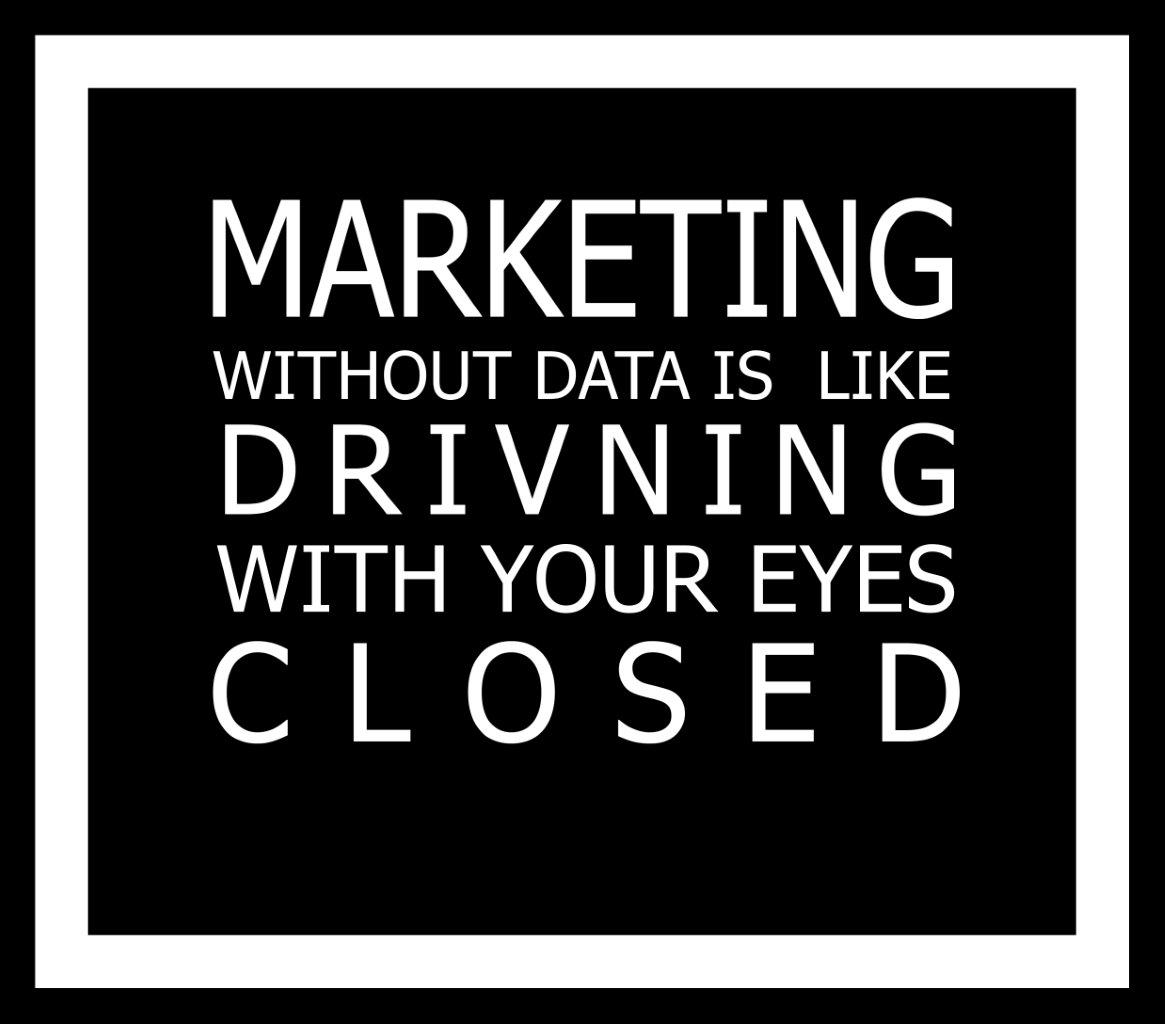 MARKETING
WITHOUT DATA IS LIKE
DRIVNING
WITH YOUR EYES
CLOSED